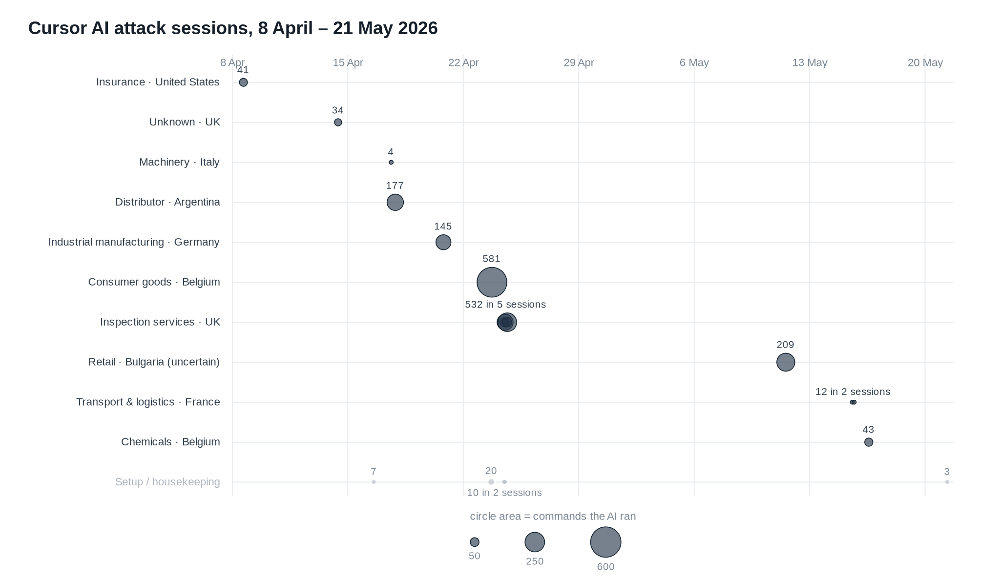 Cursor AI attack sessions, 8 April – 21 May 2026
8 Apr 15 Apr 22 Apr 29 Apr 6 May 13 May 20 May
41
Insurance · United States
34
Unknown · UK
4
Machinery · Italy
177
Distributor · Argentina
145
Industrial manufacturing · Germany
581
Consumer goods · Belgium
532 in 5 sessions
Inspection services · UK
209
Retail · Bulgaria (uncertain)
12 in 2 sessions
Transport & logistics · France
43
Chemicals · Belgium
7 20 3
Setup / housekeeping
10 in 2 sessions
circle area = commands the AI ran
50 250 600